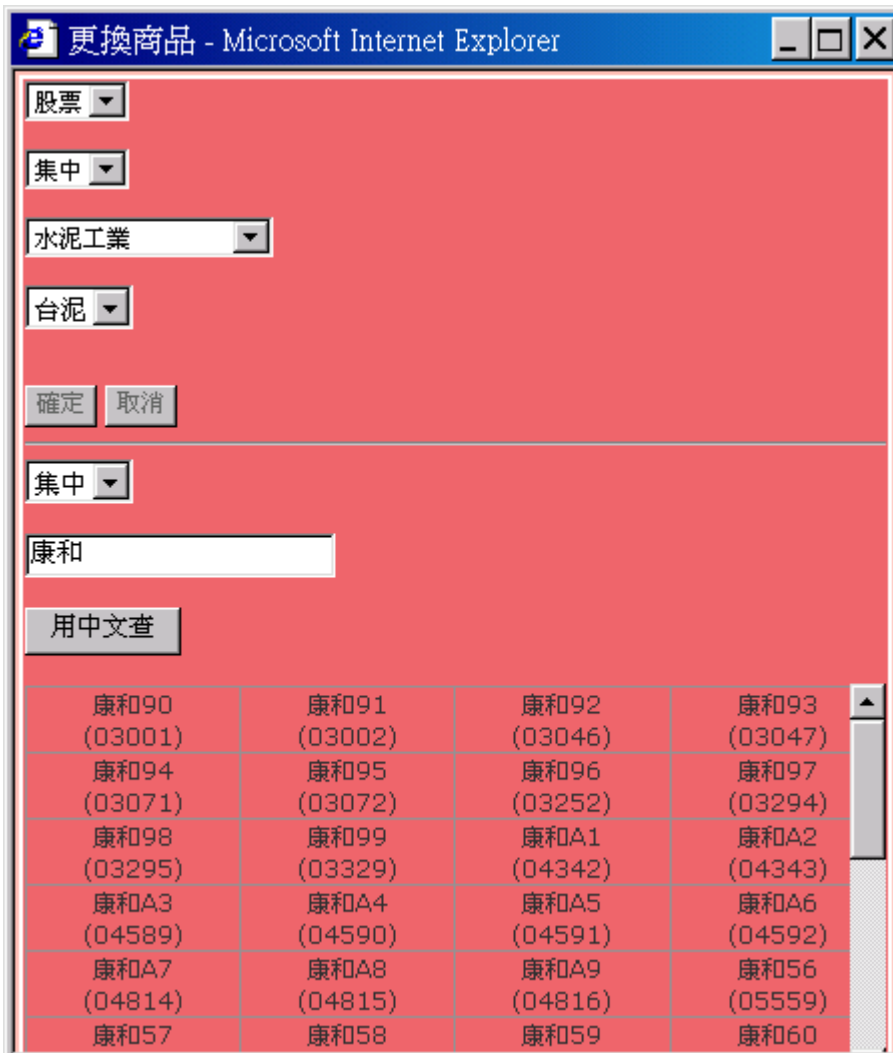 更換商品 - Microsoft Internet Explorer
股票
集中
水泥工業
台泥
確定 取消
集中
康和
用中文查
康和90 康和91 康和92 康和93
(03001) (03002) (03046) (03047)
康和94 康和95 康和96 康和97
(03071) (03072) (03252) (03294)
康和98 康和99 康和A1 康和A2
(03295) (03329) (04342) (04343)
康和A3 康和A4 康和A5 康和A6
(04589) (04590) (04591) (04592)
康和A7 康和A8 康和A9 康和56
(04814) (04815) (04816) (05559)
康和57 康和58 康和59 康和60